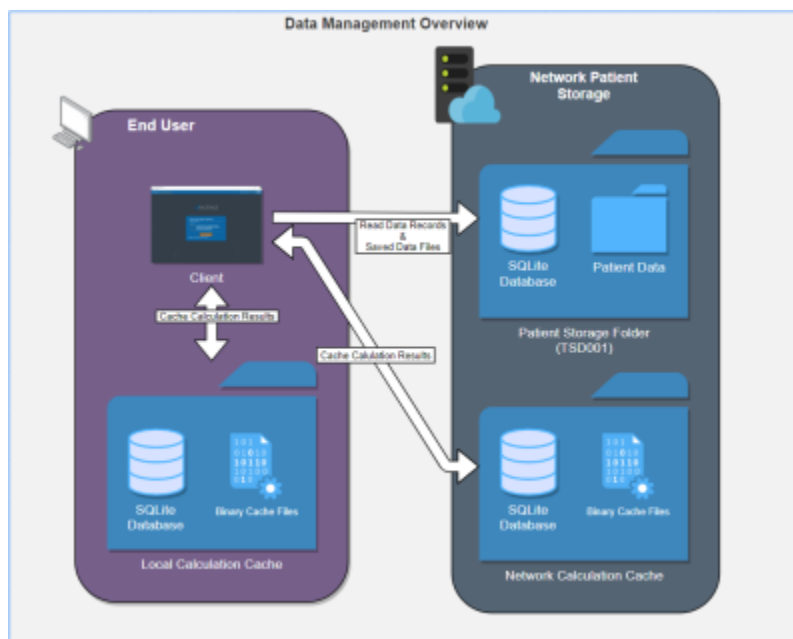 Data Management Overview
Network Patient
Storage
End User
Client
Read Data Records
&
Saved Data Files
SQLite
Database
Patient Data
Cache Calculation Results
Patient Storage Folder
(TSD001)
Cache Calulation Results
SQLite
Database
Binary Cache Files
Local Calculation Cache
SQLite
Database
Binary Cache Files
Network Calculation Cache